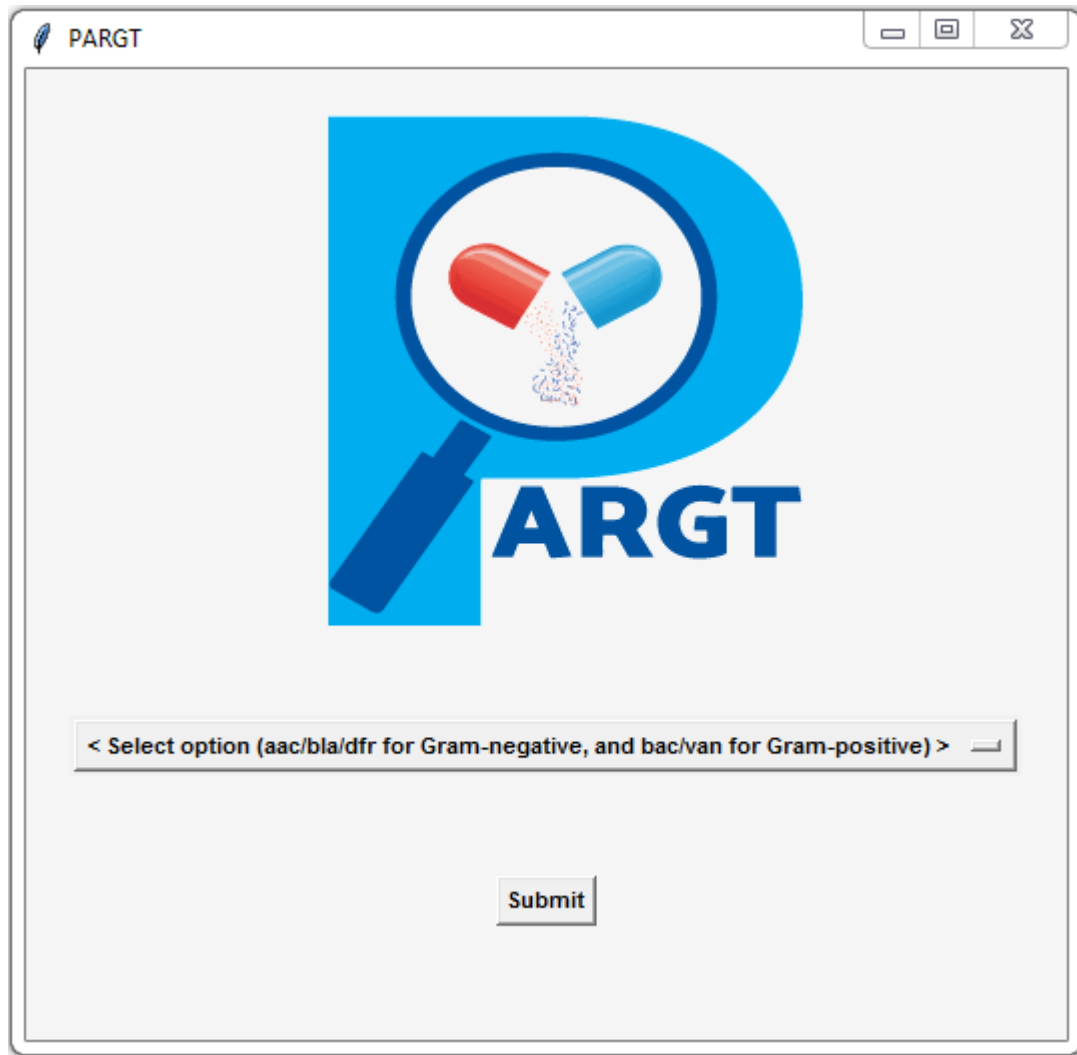 PARGT
PARGT
< Select option (aac/bla/dfr for Gram-negative, and bac/van for Gram-positive) >
Submit